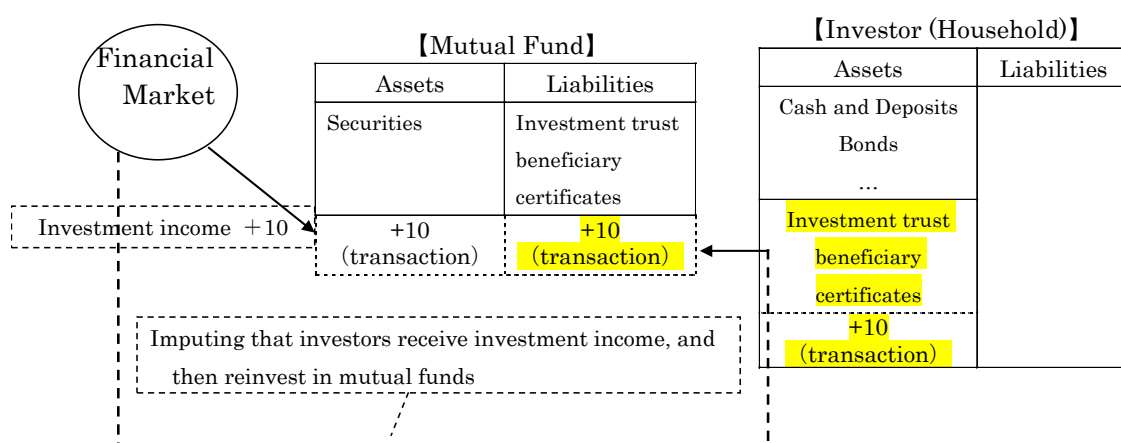 Financial
Market
【Mutual Fund】
Assets
Liabilities
Securities
Investment trust
beneficiary
certificates
Investment income ＋10
+10
(transaction)
+10
(transaction)
【Investor (Household)】
Assets
Liabilities
Cash and Deposits
Bonds
…
Investment trust
beneficiary
certificates
+10
(transaction)
Imputing that investors receive investment income, and
then reinvest in mutual funds